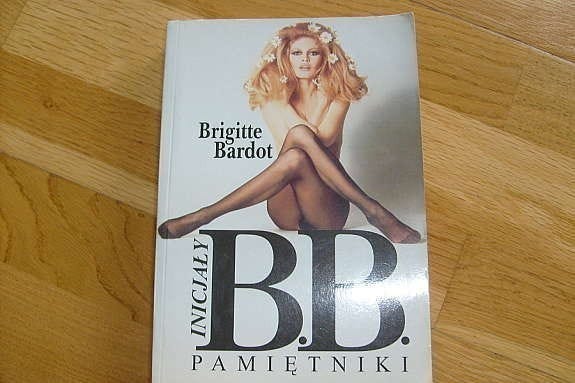 Brigitte
Bardot
INICJAŁY
B.B.
PAMIĘTNIKI